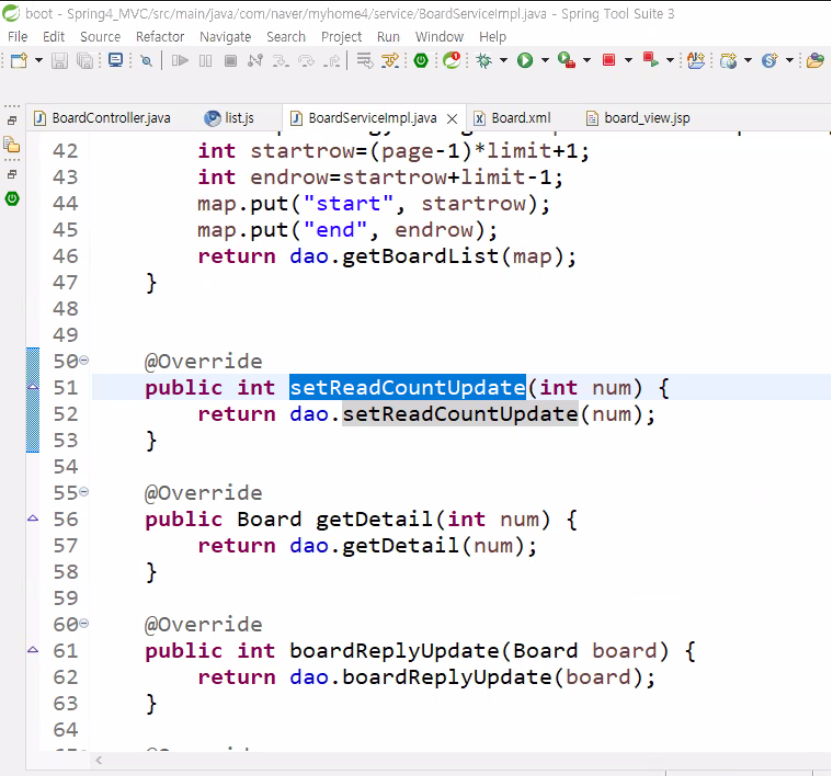 boot - Spring4_MVC/src/main/java/com/naver/myhome4/service/BoardServiceImpl.java - Spring Tool Suite 3
File Edit Source Refactor Navigate Search Project Run Window Help
BoardController.java list.js BoardServiceImpl.java Board.xml board_view.jsp
42 int startrow=(page-1)*limit+1;
43 int endrow=startrow+limit-1;
44 map.put("start", startrow);
45 map.put("end", endrow);
46 return dao.getBoardList(map);
47 }
48
49
50 @Override
51 public int setReadCountUpdate(int num) {
52 return dao.setReadCountUpdate(num);
53 }
54
55 @Override
56 public Board getDetail(int num) {
57 return dao.getDetail(num);
58 }
59
60 @Override
61 public int boardReplyUpdate(Board board) {
62 return dao.boardReplyUpdate(board);
63 }
64